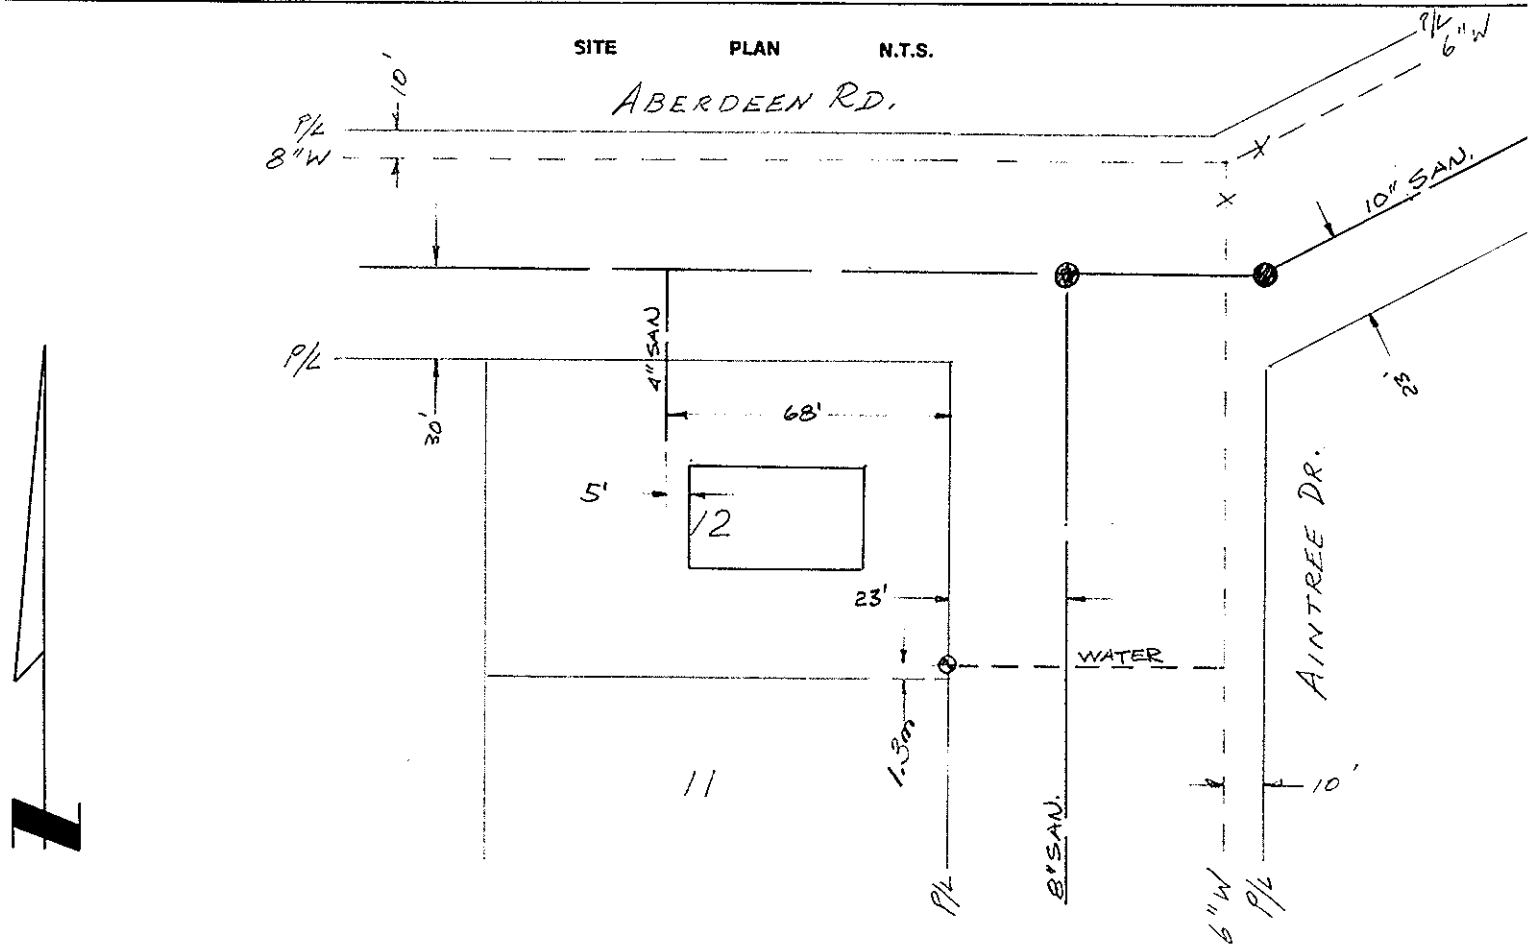 SITE PLAN N.T.S.
P/L
6"W
10'
ABERDEEN RD.
P/L
8"W
10" SAN.
4" SAN
P/L
23'
30'
68'
5'
12
AINTREE DR.
23'
WATER
1.3m
11
10'
8" SAN.
P/L
6"W
P/L
N